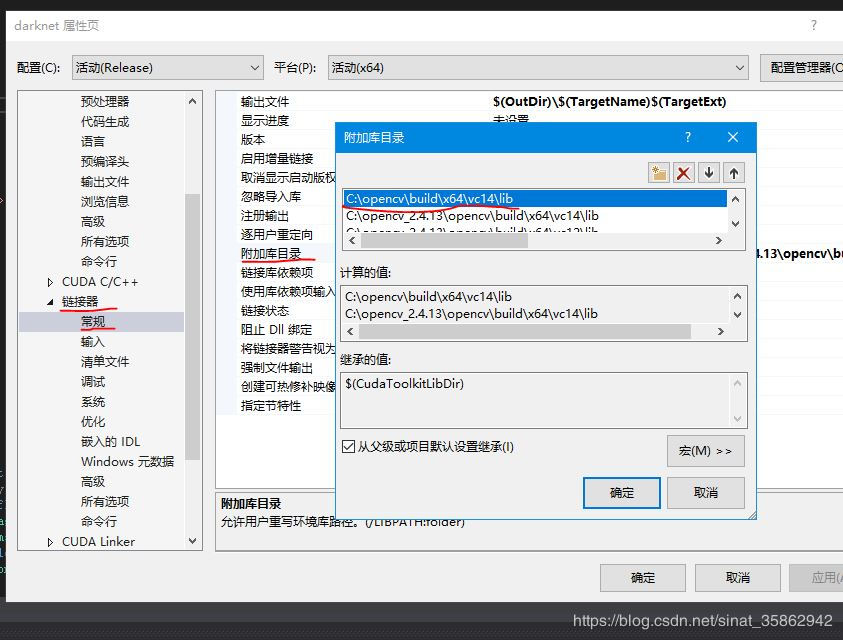 darknet 属性页
?
配置(C):
活动(Release)
平台(P):
活动(x64)
配置管理器(O
预处理器
代码生成
语言
预编译头
输出文件
浏览信息
高级
所有选项
命令行
CUDA C/C++
链接器
常规
输入
清单文件
调试
系统
优化
嵌入的 IDL
Windows 元数据
高级
所有选项
命令行
CUDA Linker
输出文件
$(OutDir)\$(TargetName)$(TargetExt)
显示进度
未设置
版本
启用增量链接
取消显示启动版权
忽略导入库
注册输出
逐用户重定向
附加库目录
4.13\opencv\bu
链接库依赖项
使用库依赖项输入
链接状态
阻止 Dll 绑定
将链接器警告视为
强制文件输出
创建可热修补映像
指定节特性
附加库目录
?
C:\opencv\build\x64\vc14\lib
C:\opencv_2.4.13\opencv\build\x64\vc14\lib
计算的值:
C:\opencv\build\x64\vc14\lib
C:\opencv_2.4.13\opencv\build\x64\vc14\lib
继承的值:
$(CudaToolkitLibDir)
从父级或项目默认设置继承(I)
宏(M) >>
确定
取消
附加库目录
允许用户重写环境库路径。(/LIBPATH:folder)
确定
取消
应用(A
https://blog.csdn.net/sinat_35862942